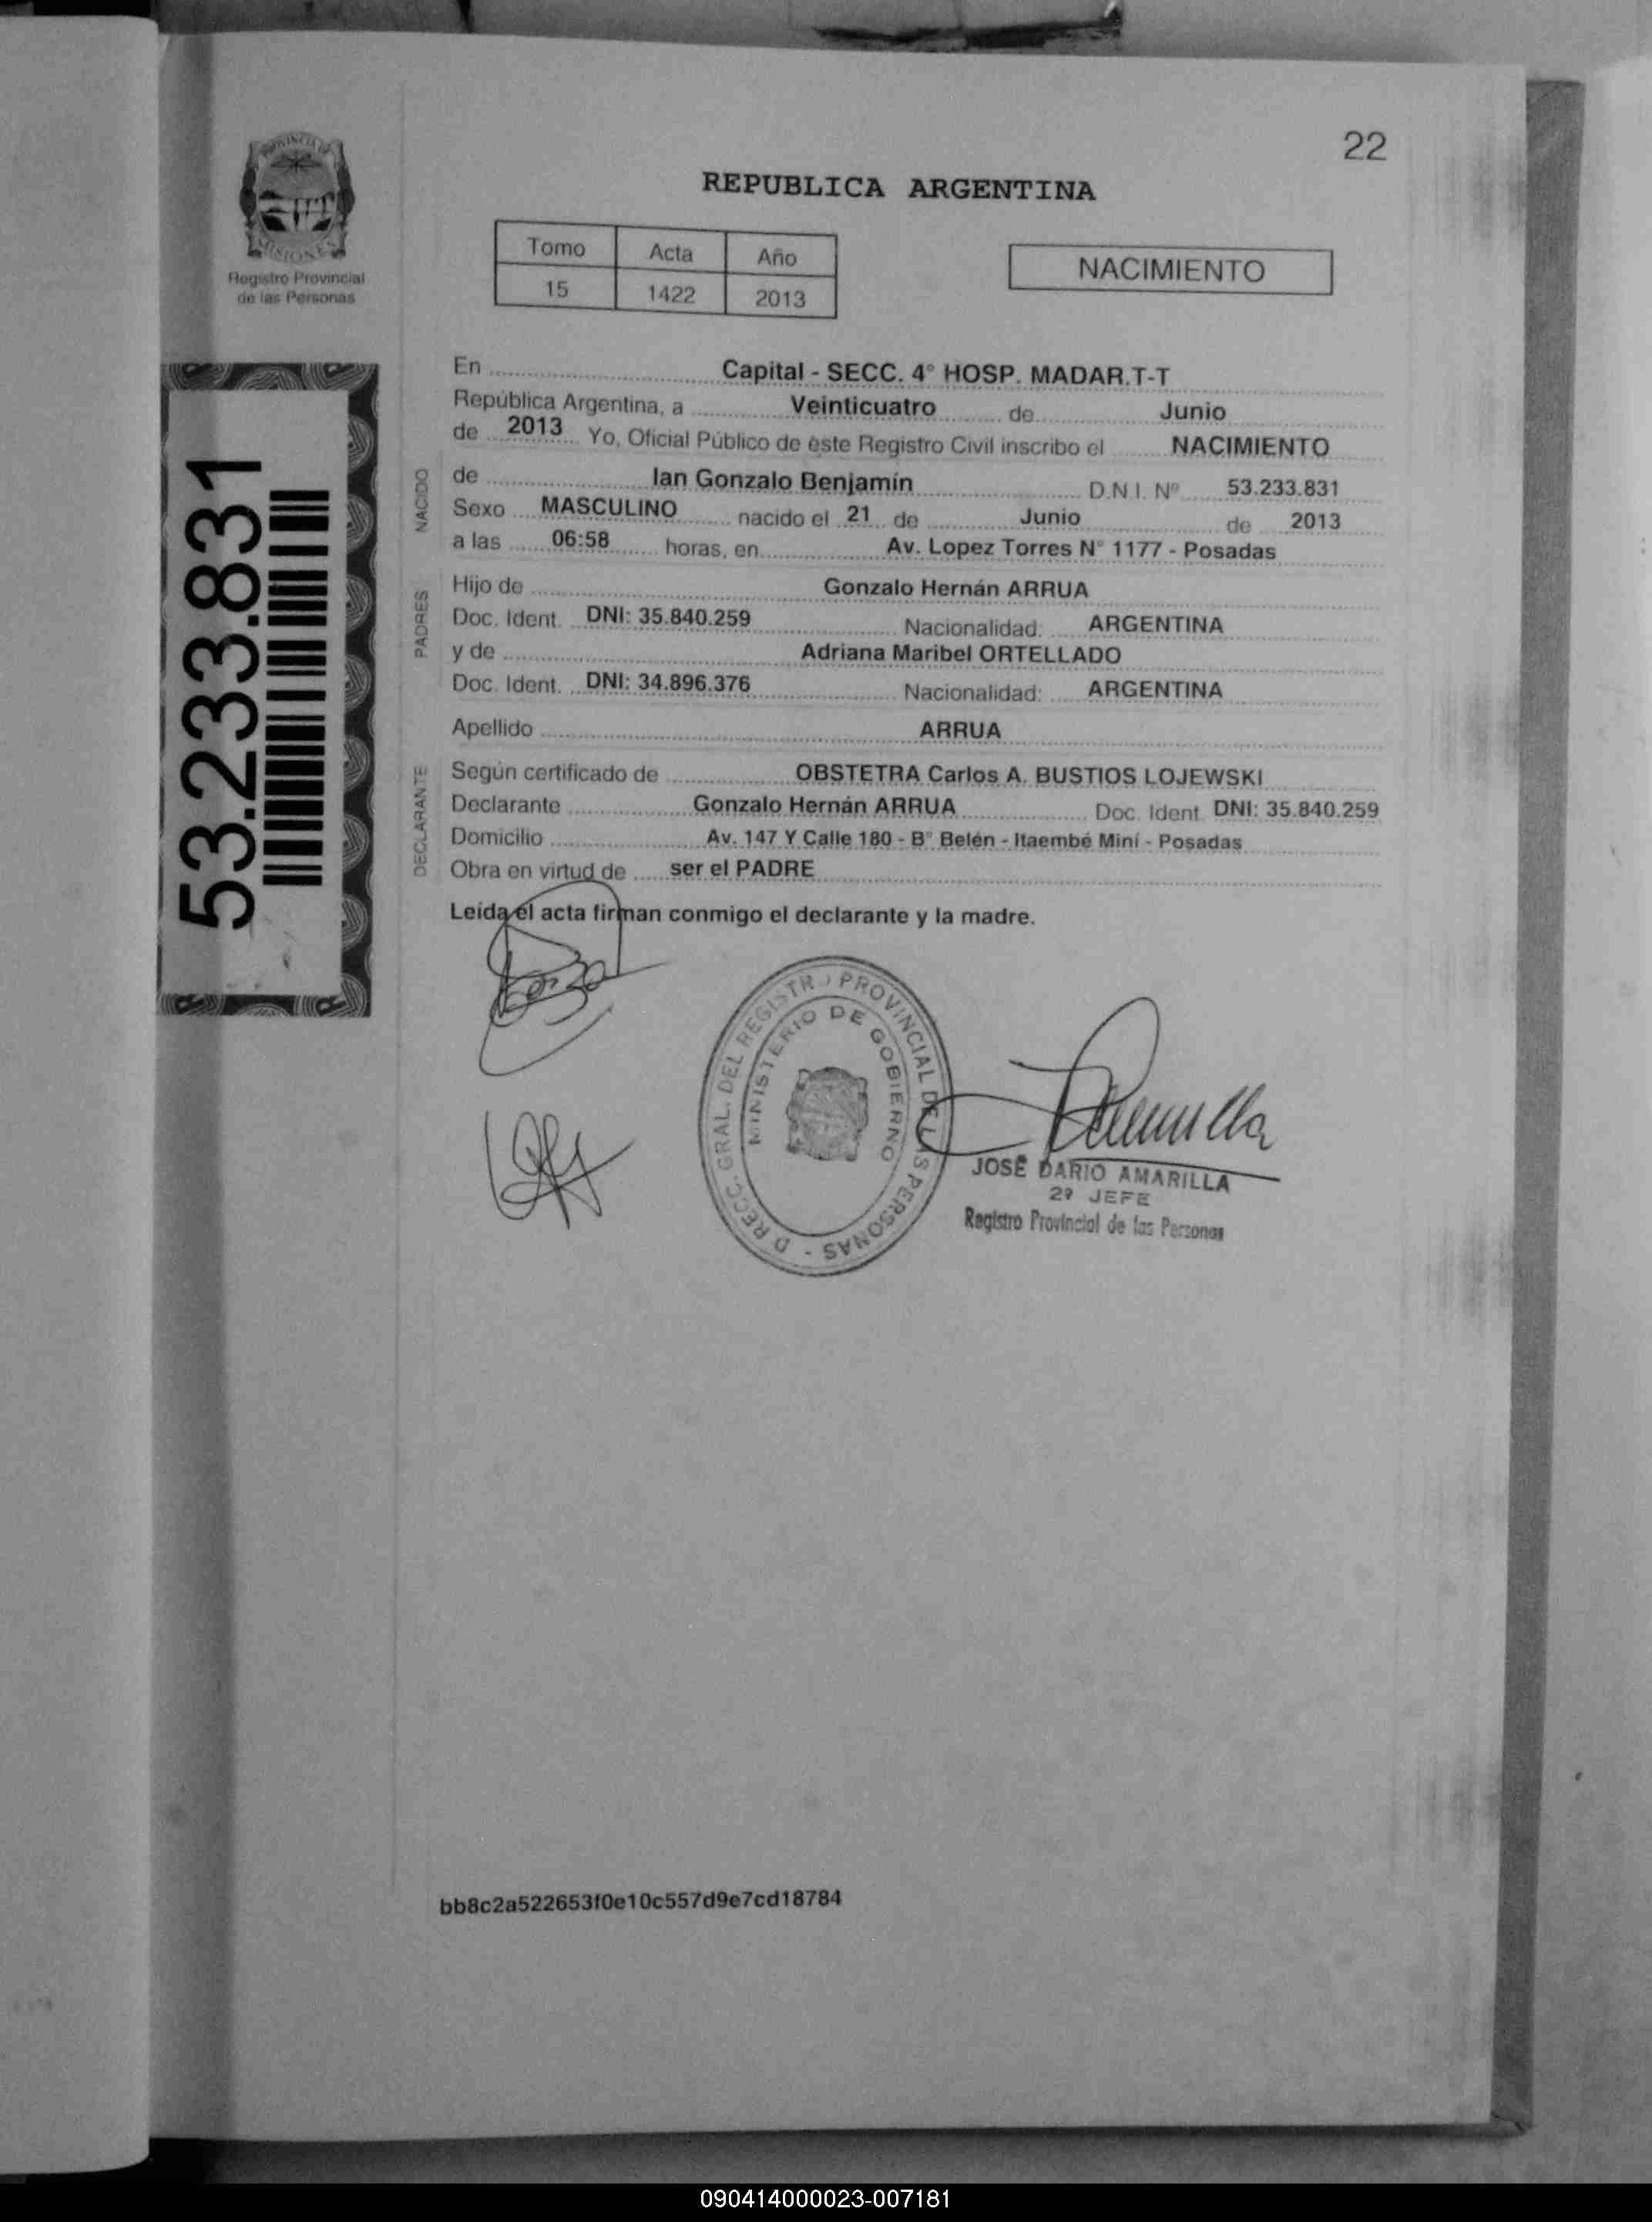 22
PROVINCIA DE
MISIONES
Registro Provincial
de las Personas
REPUBLICA ARGENTINA
Tomo Acta Año
15 1422 2013
NACIMIENTO
53.233.831
En Capital - SECC. 4° HOSP. MADAR.T-T
República Argentina, a Veinticuatro de Junio
de 2013 Yo, Oficial Público de este Registro Civil inscribo el NACIMIENTO
NACIDO
de Ian Gonzalo Benjamín D.N.I. Nº 53.233.831
Sexo MASCULINO nacido el 21 de Junio de 2013
a las 06:58 horas, en Av. Lopez Torres N° 1177 - Posadas
PADRES
Hijo de Gonzalo Hernán ARRUA
Doc. Ident. DNI: 35.840.259 Nacionalidad: ARGENTINA
y de Adriana Maribel ORTELLADO
Doc. Ident. DNI: 34.896.376 Nacionalidad: ARGENTINA
Apellido ARRUA
DECLARANTE
Según certificado de OBSTETRA Carlos A. BUSTIOS LOJEWSKI
Declarante Gonzalo Hernán ARRUA Doc. Ident. DNI: 35.840.259
Domicilio Av. 147 Y Calle 180 - B° Belén - Itaembé Miní - Posadas
Obra en virtud de ser el PADRE
Leída el acta firman conmigo el declarante y la madre.
DIRECC. GRAL. DEL REGISTRO PROVINCIAL DE LAS PERSONAS -
MINISTERIO DE GOBIERNO
JOSÉ DARIO AMARILLA
2º JEFE
Registro Provincial de las Personas
bb8c2a522653f0e10c557d9e7cd18784
090414000023-007181